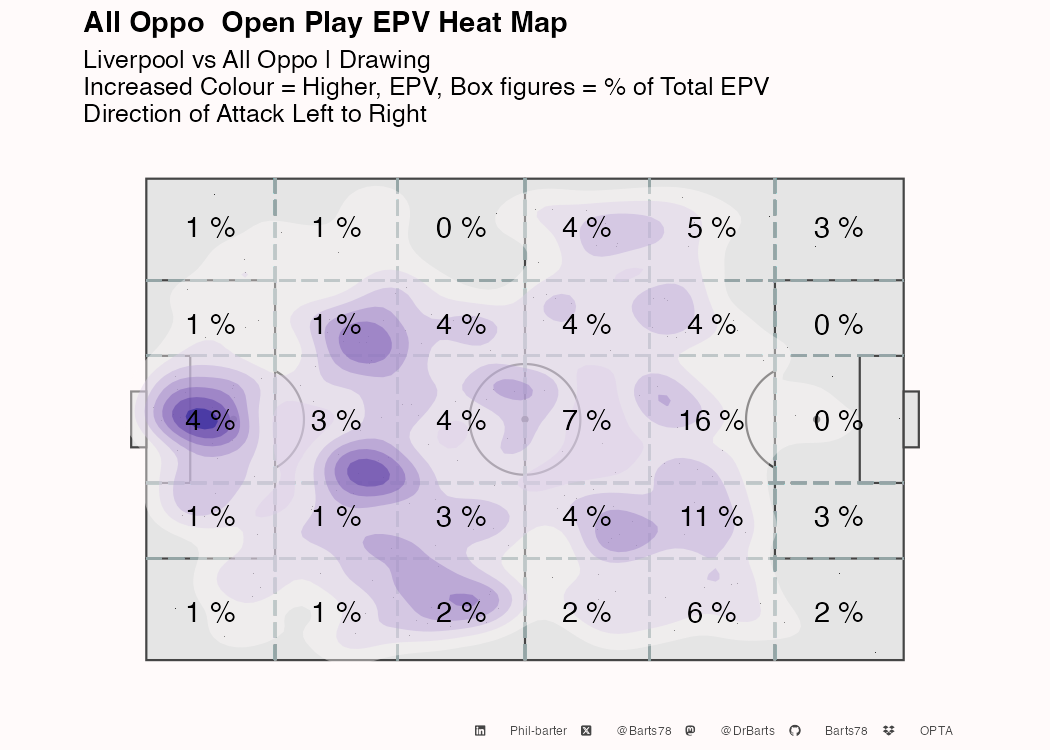 All Oppo  Open Play EPV Heat Map
Liverpool vs All Oppo | Drawing
Increased Colour = Higher, EPV, Box figures = % of Total EPV
Direction of Attack Left to Right
1 % 1 % 0 % 4 % 5 % 3 %
1 % 1 % 4 % 4 % 4 % 0 %
4 % 3 % 4 % 7 % 16 % 0 %
1 % 1 % 3 % 4 % 11 % 3 %
1 % 1 % 2 % 2 % 6 % 2 %
Phil-barter @Barts78 @DrBarts Barts78 OPTA